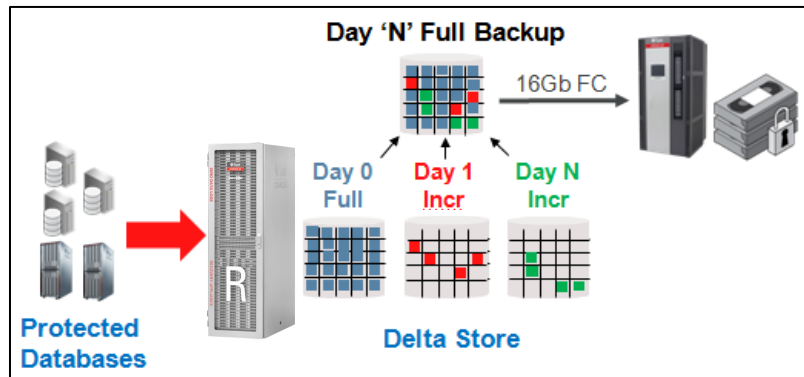 Day ‘N’ Full Backup
16Gb FC
Day 0
Full
Day 1
Incr
Day N
Incr
R
Protected
Databases
Delta Store